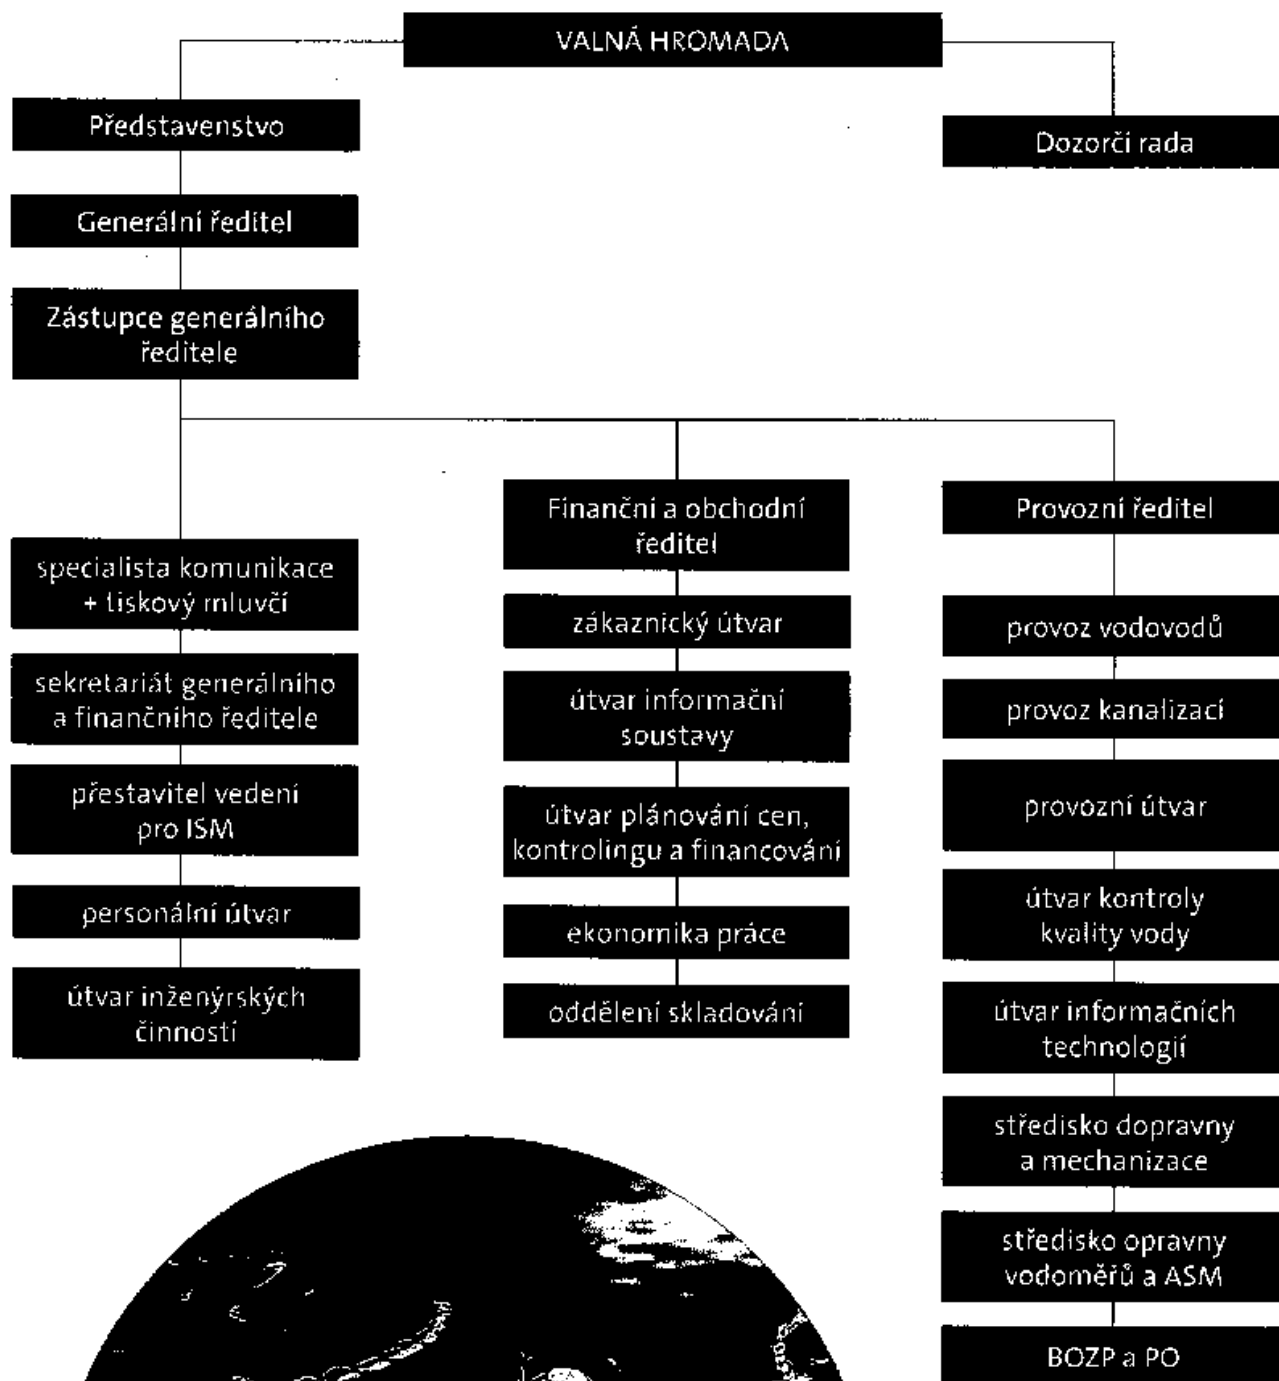 VALNÁ HROMADA
Představenstvo
Dozorčí rada
Generální ředitel
Zástupce generálního
ředitele
Finanční a obchodní
ředitel
Provozní ředitel
specialista komunikace
+ tiskový mluvčí
sekretariát generálního
a finančního ředitele
přestavitel vedení
pro ISM
personální útvar
útvar inženýrských
činností
zákaznický útvar
útvar informační
soustavy
útvar plánování cen,
kontrolingu a financování
ekonomika práce
oddělení skladování
provoz vodovodů
provoz kanalizací
provozní útvar
útvar kontroly
kvality vody
útvar informačních
technologií
středisko dopravny
a mechanizace
středisko opravny
vodoměřů a ASM
BOZP a PO